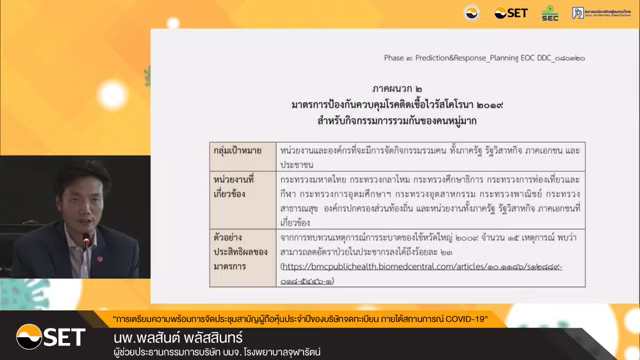 SET
SEC
Phase ๓: Prediction&Response_Planning EOC DDC_๐๘๐๑๒๐
ภาคผนวก ๒
มาตรการป้องกันควบคุมโรคติดเชื้อไวรัสโคโรนา ๒๐๑๙
สำหรับกิจกรรมการรวมกันของคนหมู่มาก
กลุ่มเป้าหมาย
หน่วยงานและองค์กรที่จะมีการจัดกิจกรรมรวมคน ทั้งภาครัฐ รัฐวิสาหกิจ ภาคเอกชน และ
ประชาชน
หน่วยงานที่
เกี่ยวข้อง
กระทรวงมหาดไทย กระทรวงกลาโหม กระทรวงศึกษาธิการ กระทรวงการท่องเที่ยวและ
กีฬา กระทรวงการอุดมศึกษาฯ กระทรวงอุตสาหกรรม กระทรวงพาณิชย์ กระทรวง
สาธารณสุข องค์กรปกครองส่วนท้องถิ่น และหน่วยงานทั้งภาครัฐ รัฐวิสาหกิจ ภาคเอกชนที่
เกี่ยวข้อง
ตัวอย่าง
ประสิทธิผลของ
มาตรการ
จากการทบทวนเหตุการณ์การระบาดของไข้หวัดใหญ่ ๒๐๐๙ จำนวน ๑๕ เหตุการณ์ พบว่า
สามารถลดอัตราป่วยในประชากรลงได้ถึงร้อยละ ๒๓
(https://bmcpublichealth.biomedcentral.com/articles/๑๐.๑๑๘๖/s๑๒๘๘๙-
๐๑๘-๕๔๔๖-๑)
SET
"การเตรียมความพร้อมการจัดประชุมสามัญผู้ถือหุ้นประจำปีของบริษัทจดทะเบียน ภายใต้สถานการณ์ COVID-19"
นพ.พลสันต์ พลัสสินทร์
ผู้ช่วยประธานกรรมการบริษัท บมจ. โรงพยาบาลจุฬารัตน์